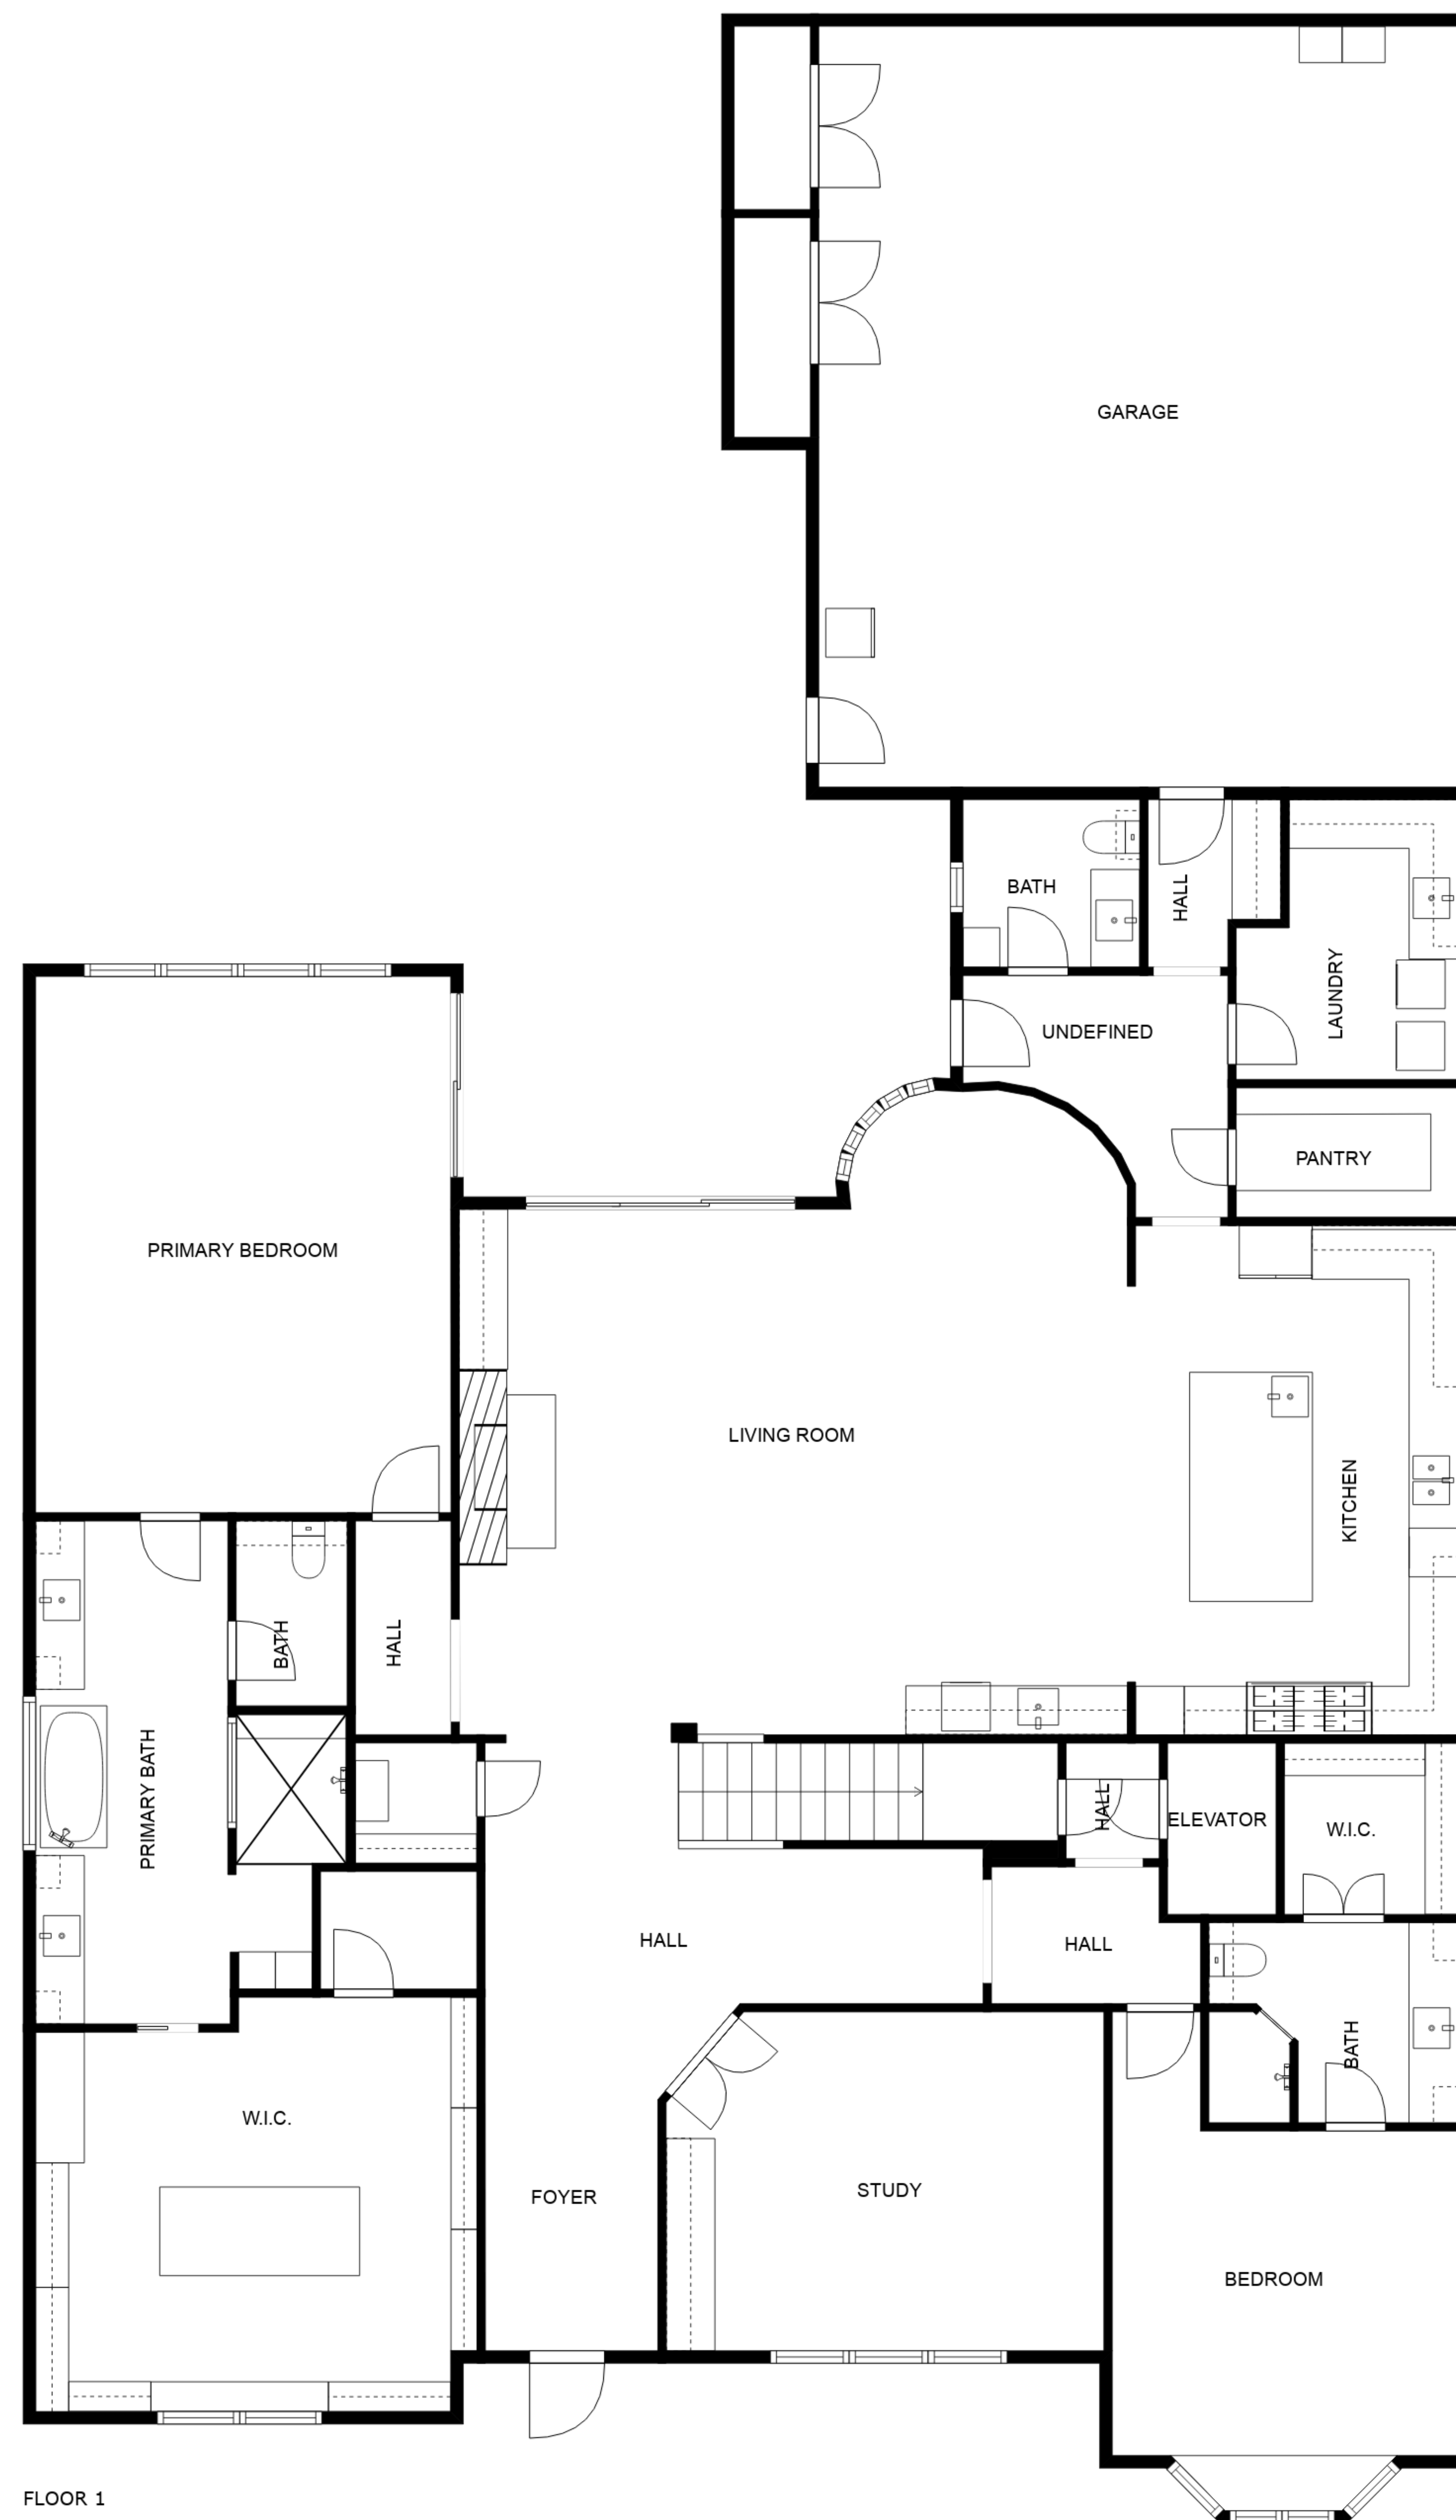 GARAGE
BATH
HALL
LAUNDRY
UNDEFINED
PANTRY
PRIMARY BEDROOM
LIVING ROOM
KITCHEN
BATH
HALL
PRIMARY BATH
HALL
ELEVATOR
W.I.C.
HALL
HALL
BATH
W.I.C.
FOYER
STUDY
BEDROOM
FLOOR 1